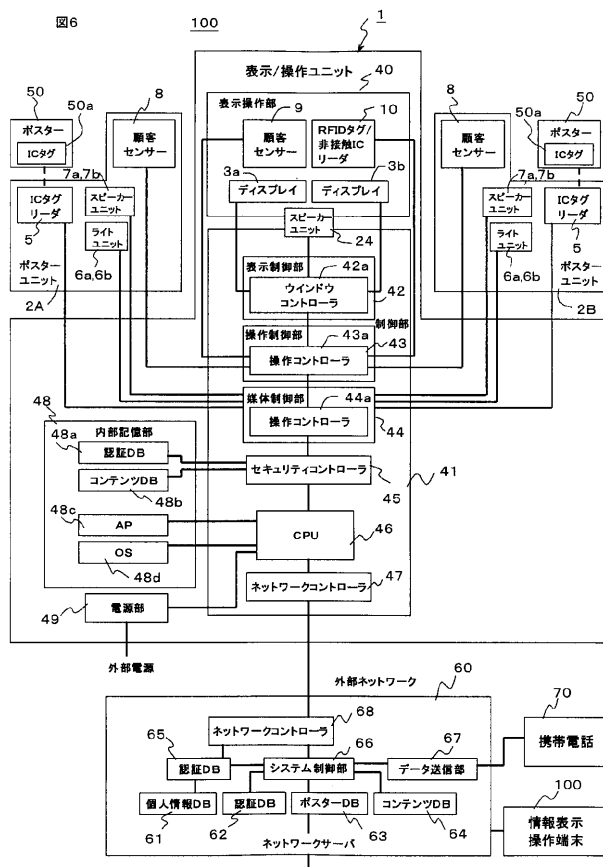 図6
100
1
表示/操作ユニット
40
50
50a
8
表示操作部
9
10
8
50a
50
ポスター
ICタグ
顧客
センサー
顧客
センサー
RFIDタグ/
非接触IC
リーダ
顧客
センサー
ポスター
ICタグ
7a,7b
3a
3b
7a,7b
ICタグ
リーダ
スピーカー
ユニット
ディスプレイ
ディスプレイ
スピーカー
ユニット
ICタグ
リーダ
5
ライト
ユニット
スピーカー
ユニット
24
ライト
ユニット
5
ポスター
ユニット
6a,6b
表示制御部
42a
6a,6b
ポスター
ユニット
2A
ウインドウ
コントローラ
42
2B
制御部
操作制御部
43a
操作コントローラ
43
媒体制御部
44a
操作コントローラ
44
48
内部記憶部
48a
認証DB
セキュリティコントローラ
41
コンテンツDB
48b
45
48c
AP
CPU
46
OS
48d
47
ネットワーク
コントローラ
49
電源部
外部電源
外部ネットワーク
60
68
ネットワーク
コントローラ
70
65
66
67
携帯電話
認証DB
システム制御部
データ送信部
個人情報DB
認証DB
ポスターDB
コンテンツDB
100
61
62
63
64
情報表示
操作端末
ネットワークサーバ